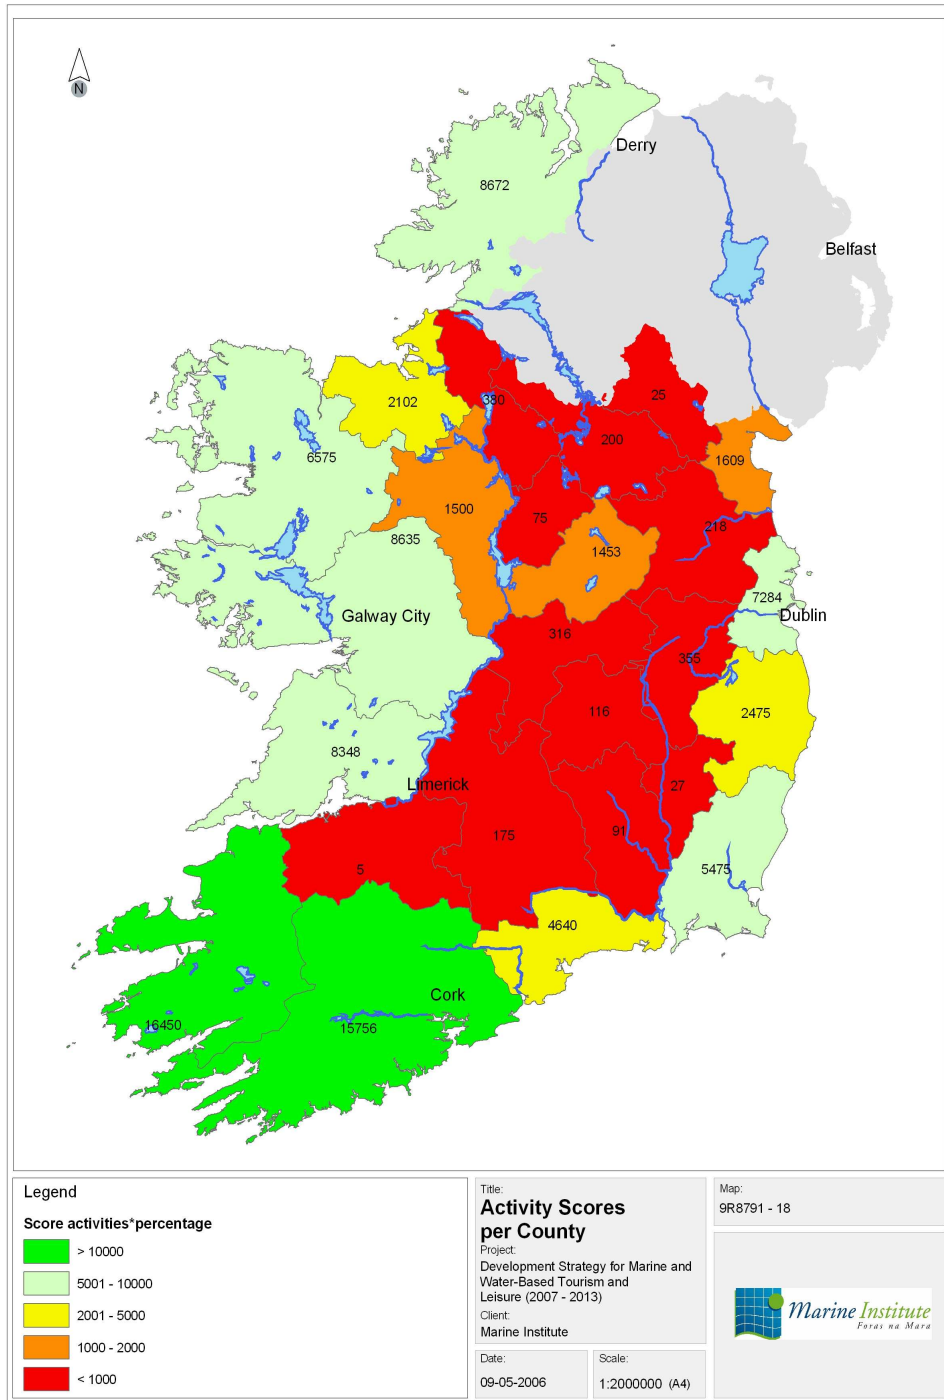 N
Derry
8672
Belfast
2102
380
25
200
6575
1609
1500
75
218
8635
1453
7284
Galway City
Dublin
316
355
116
2475
8348
Limerick
27
175
91
5
5475
4640
Cork
16450
15756
Legend
Score activities*percentage
> 10000
5001 - 10000
2001 - 5000
1000 - 2000
< 1000
Title:
Activity Scores
per County
Project:
Development Strategy for Marine and
Water-Based Tourism and
Leisure (2007 - 2013)
Client:
Marine Institute
Date:
09-05-2006
Scale:
1:2000000 (A4)
Map:
9R8791 - 18
Marine Institute
Foras na Mara